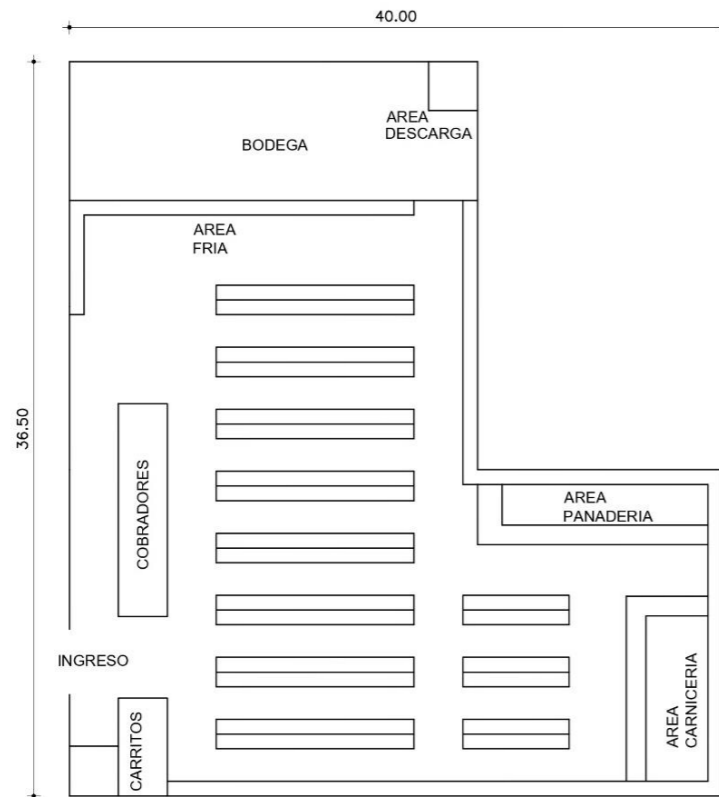 40.00
36.50
BODEGA
AREA
DESCARGA
AREA
FRIA
COBRADORES
AREA
PANADERIA
INGRESO
CARRITOS
AREA
CARNICERIA